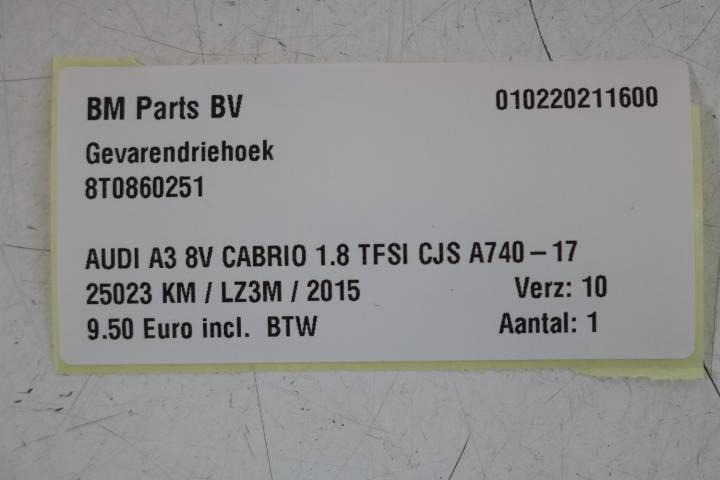 BM Parts BV 010220211600
Gevarendriehoek
8T0860251
AUDI A3 8V CABRIO 1.8 TFSI CJS A740-17
25023 KM / LZ3M / 2015 Verz: 10
9.50 Euro incl. BTW Aantal: 1